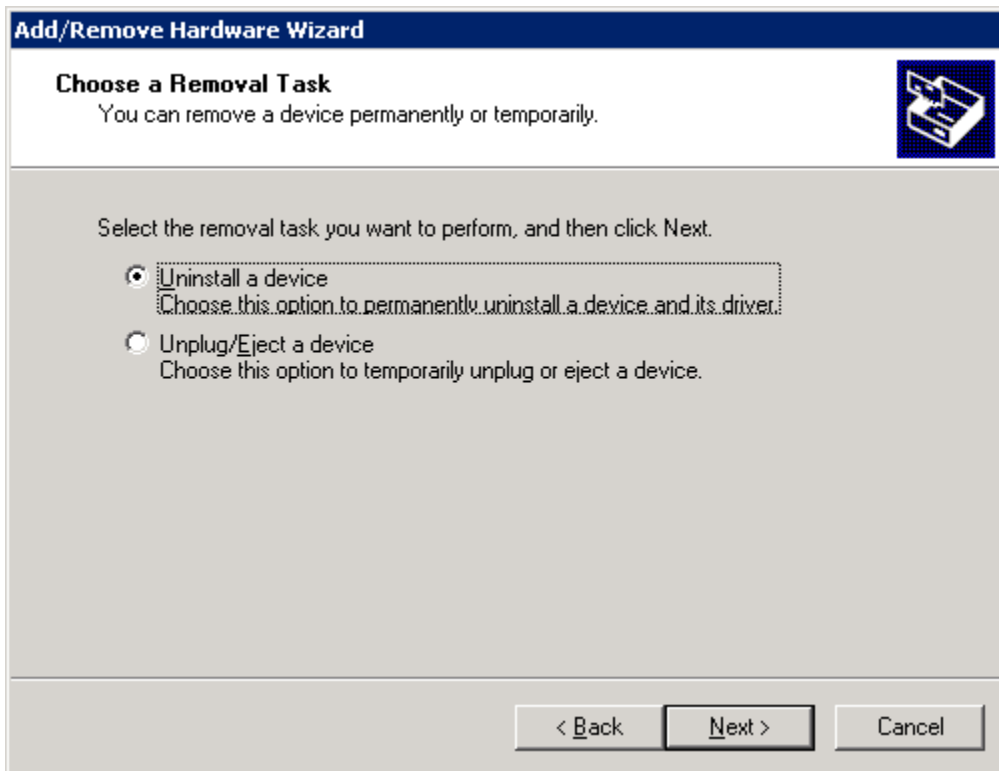 Add/Remove Hardware Wizard
Choose a Removal Task
You can remove a device permanently or temporarily.
Select the removal task you want to perform, and then click Next.
Uninstall a device
Choose this option to permanently uninstall a device and its driver.
Unplug/Eject a device
Choose this option to temporarily unplug or eject a device.
< Back
Next >
Cancel